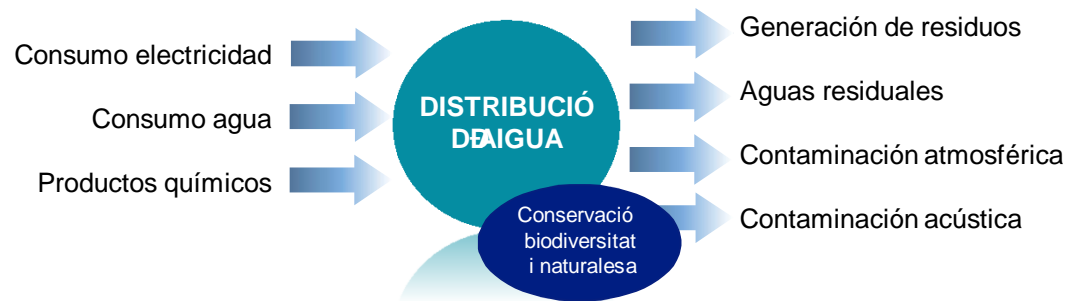 Consumo electricidad
Consumo agua
Productos químicos
DISTRIBUCIÓ
D'AIGUA
Conservació
biodiversitat
i naturalesa
Generación de residuos
Aguas residuales
Contaminación atmosférica
Contaminación acústica